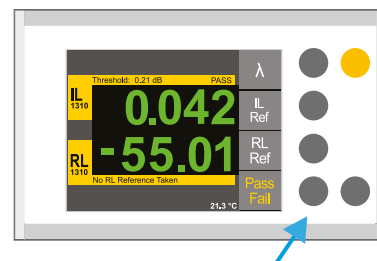 Threshold: 0.21 dB PASS
IL
1310
0.042
RL
1310
-55.01
No RL Reference Taken
21.3 °C
λ
IL
Ref
RL
Ref
Pass
Fail